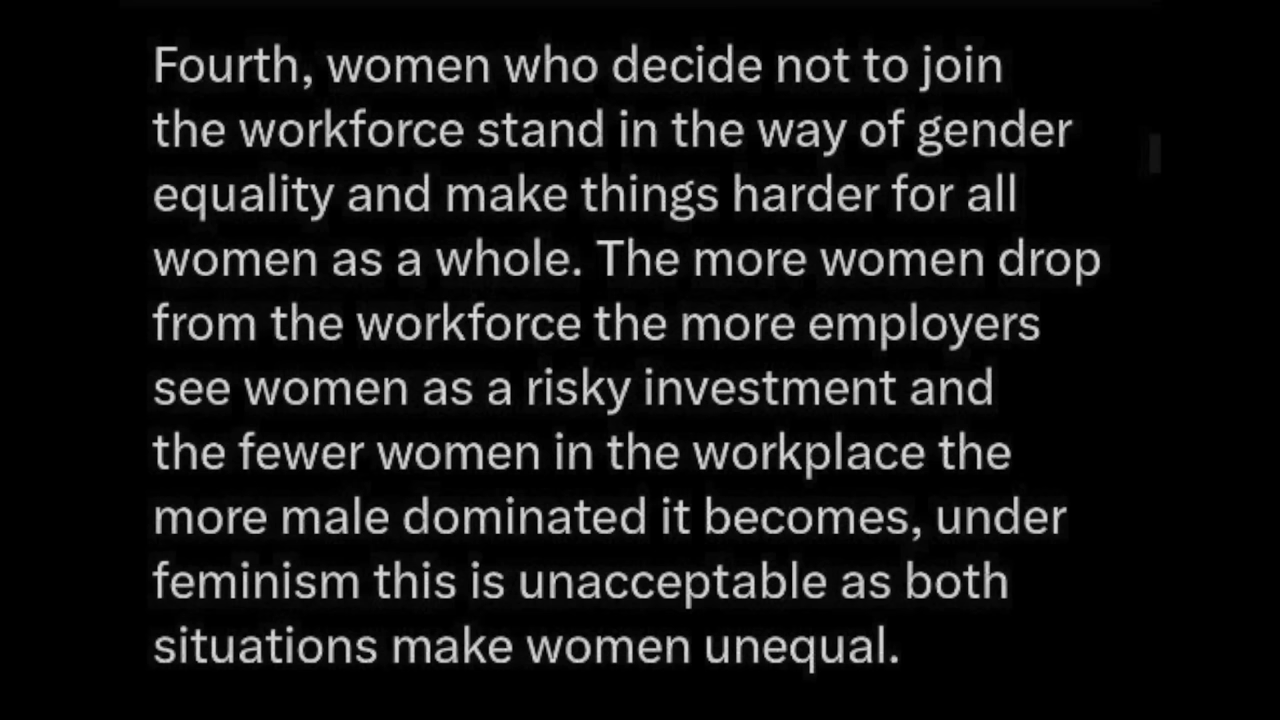 Fourth, women who decide not to join
the workforce stand in the way of gender
equality and make things harder for all
women as a whole. The more women drop
from the workforce the more employers
see women as a risky investment and
the fewer women in the workplace the
more male dominated it becomes, under
feminism this is unacceptable as both
situations make women unequal.